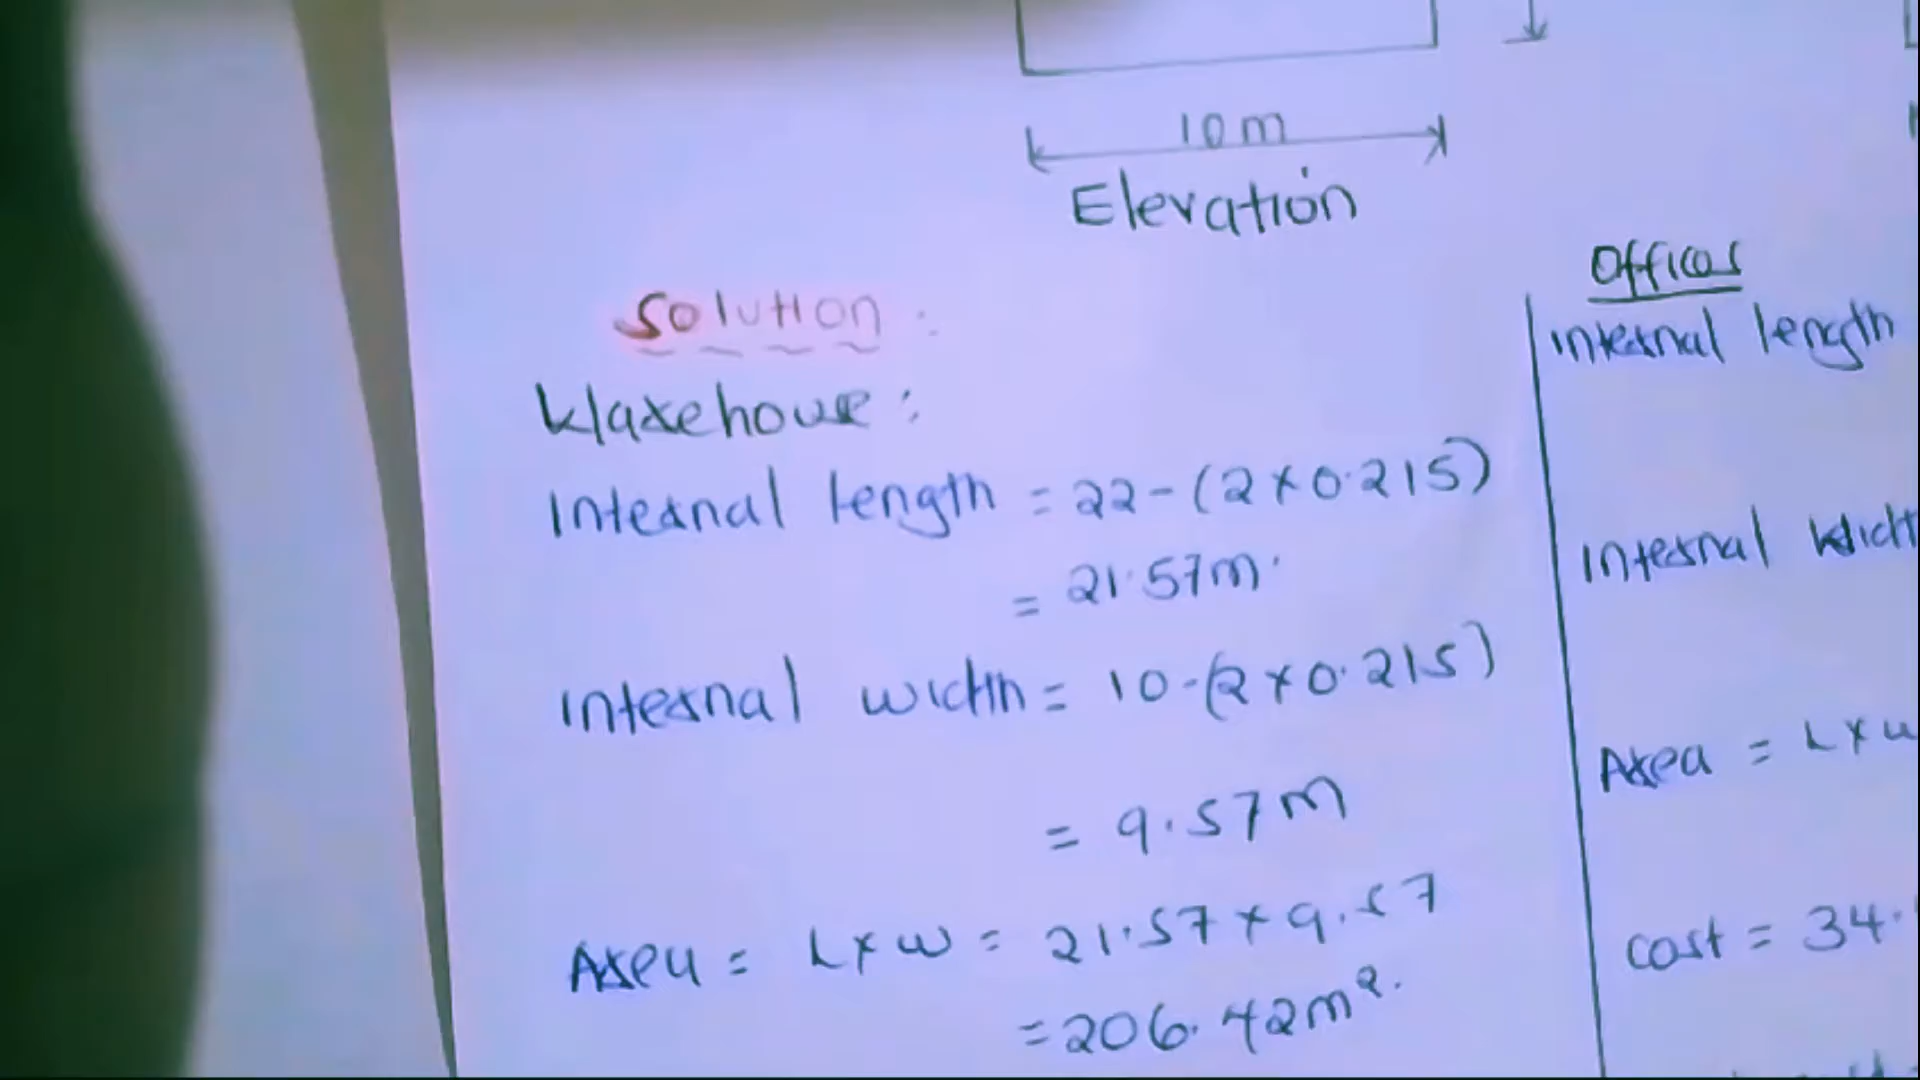 10m
Elevation
Solution:
Warehouse:
Internal length = 22-(2×0.215)
= 21.57m.
Internal width = 10-(2×0.215)
= 9.57m
Area = L×W = 21.57×9.57
= 206.42m².
Offices
Internal length
Internal
Area = L×W
Cost = 34.